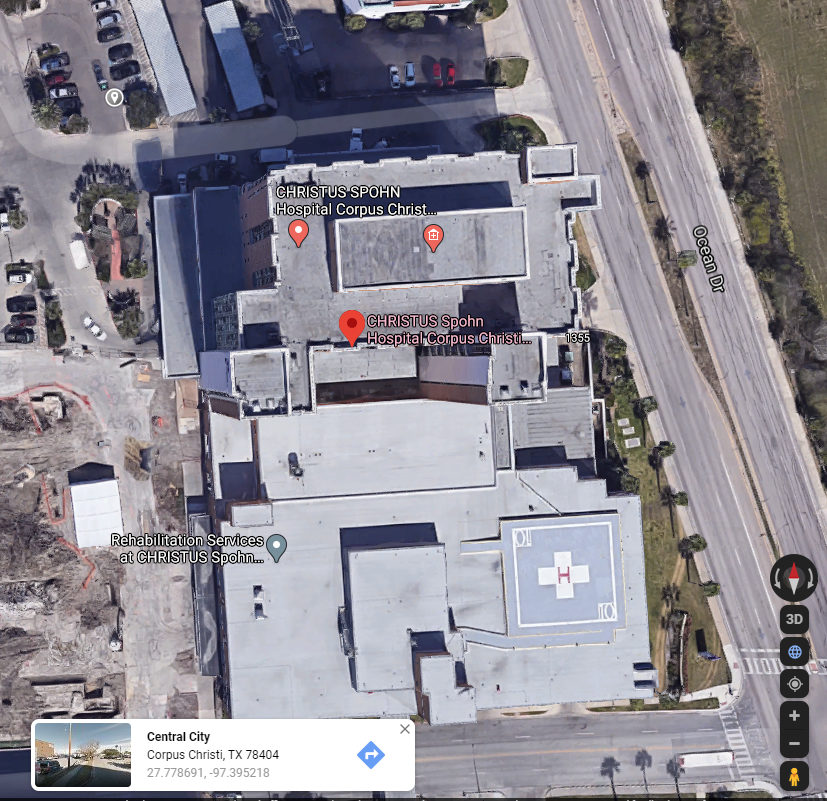 CHRISTUS SPOHN
Hospital Corpus Christ...
Ocean Dr
CHRISTUS Spohn
Hospital Corpus Christi...
1355
Rehabilitation Services
at CHRISTUS Spohn...
H
3D
Central City
Corpus Christi, TX 78404
27.778691, -97.395218